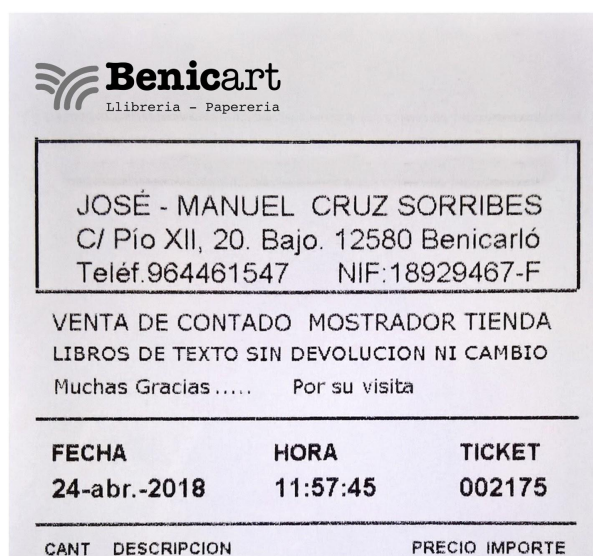 Benicart
Llibreria - Papereria
JOSÉ - MANUEL CRUZ SORRIBES
C/ Pío XII, 20. Bajo. 12580 Benicarló
Teléf.964461547 NIF:18929467-F
VENTA DE CONTADO MOSTRADOR TIENDA
LIBROS DE TEXTO SIN DEVOLUCION NI CAMBIO
Muchas Gracias ..... Por su visita
FECHA HORA TICKET
24-abr.-2018 11:57:45 002175
CANT DESCRIPCION PRECIO IMPORTE